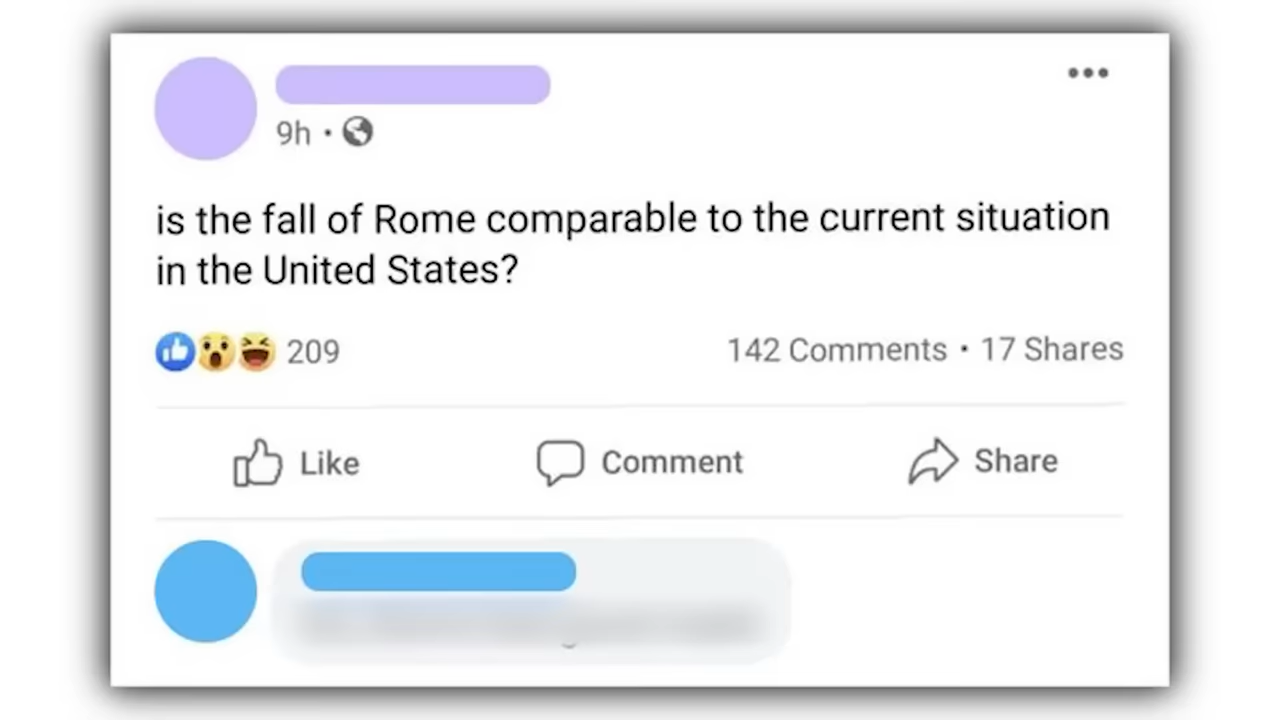 9h ·
is the fall of Rome comparable to the current situation
in the United States?
209 142 Comments • 17 Shares
Like Comment Share